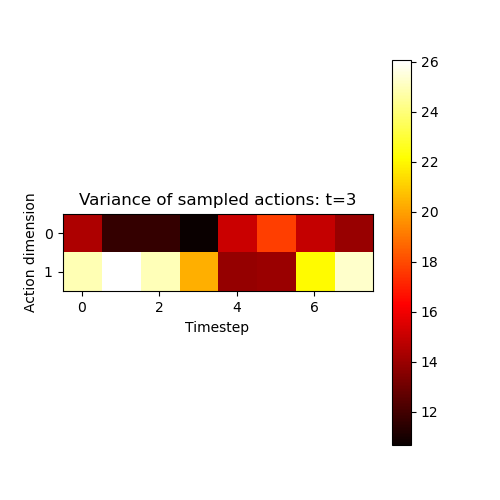 Variance of sampled actions: t=3
Action dimension
0
1
0 2 4 6
Timestep
26
24
22
20
18
16
14
12